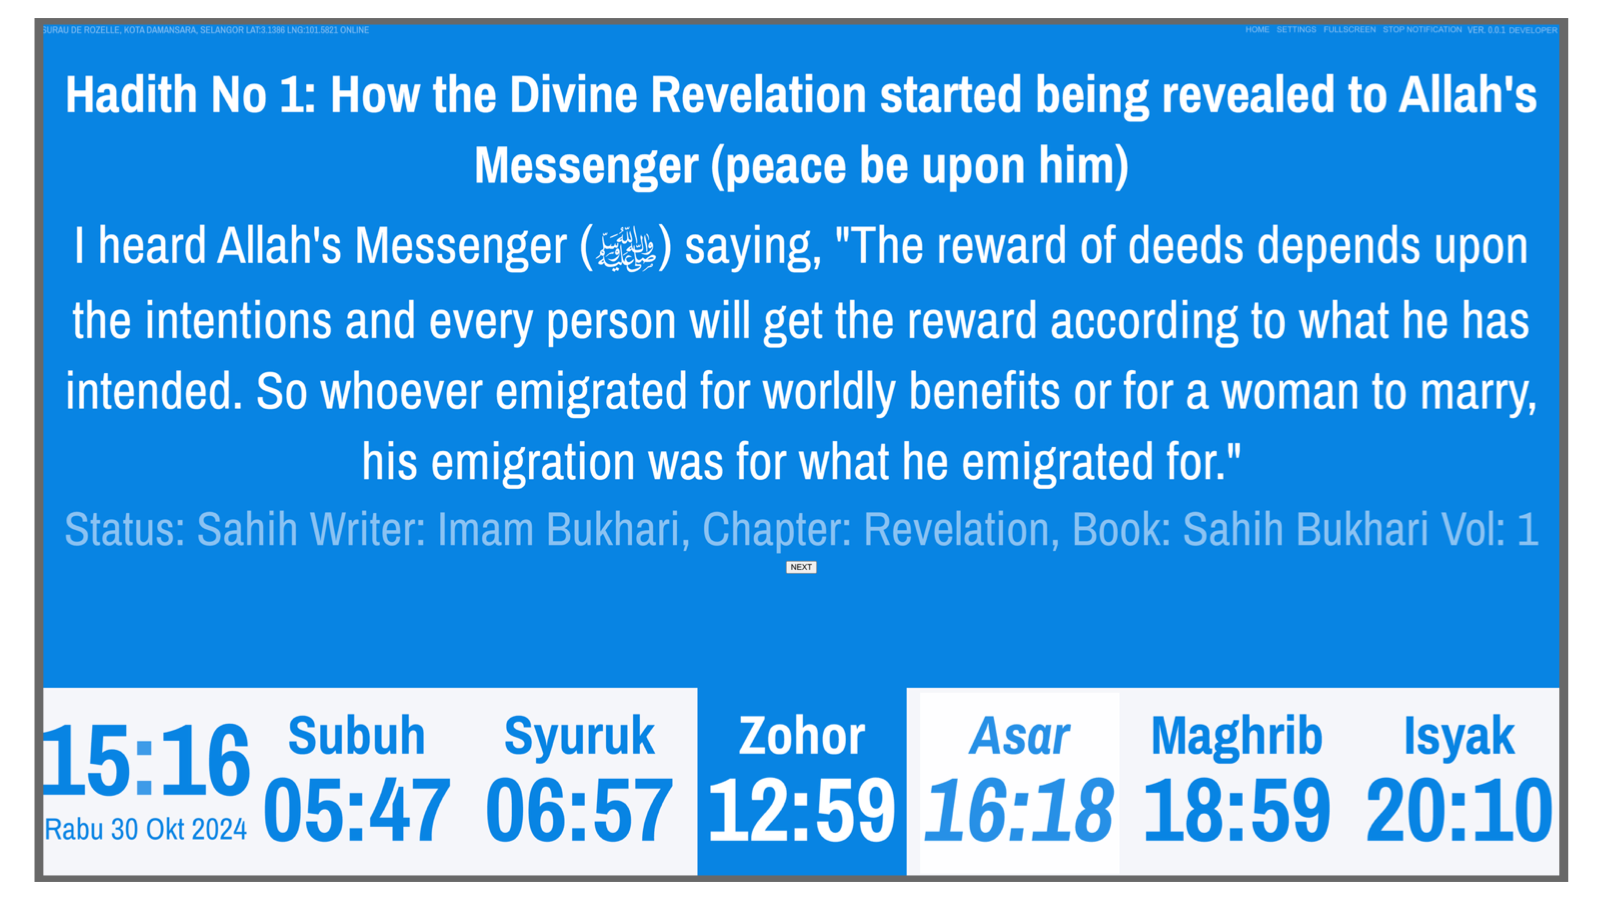 SURAU DE ROZELLE, KOTA DAMANSARA, SELANGOR LAT:3.1386 LNG:101.5821 ONLINE
HOME SETTINGS FULLSCREEN STOP NOTIFICATION VER. 0.0.1 DEVELOPER
Hadith No 1: How the Divine Revelation started being revealed to Allah's
Messenger (peace be upon him)
I heard Allah's Messenger (ﷺ) saying, "The reward of deeds depends upon
the intentions and every person will get the reward according to what he has
intended. So whoever emigrated for worldly benefits or for a woman to marry,
his emigration was for what he emigrated for."
Status: Sahih Writer: Imam Bukhari, Chapter: Revelation, Book: Sahih Bukhari Vol: 1
NEXT
15:16
Rabu 30 Okt 2024
Subuh
05:47
Syuruk
06:57
Zohor
12:59
Asar
16:18
Maghrib
18:59
Isyak
20:10